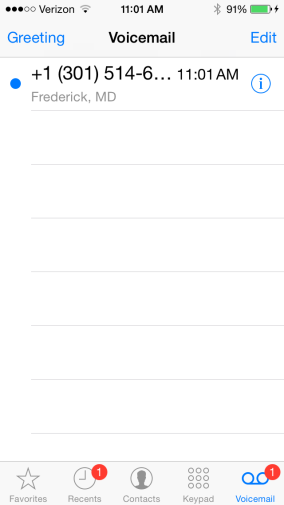 Verizon 11:01 AM 91%
Greeting Voicemail Edit
+1 (301) 514-6... 11:01 AM
Frederick, MD
1 1
Favorites Recents Contacts Keypad Voicemail